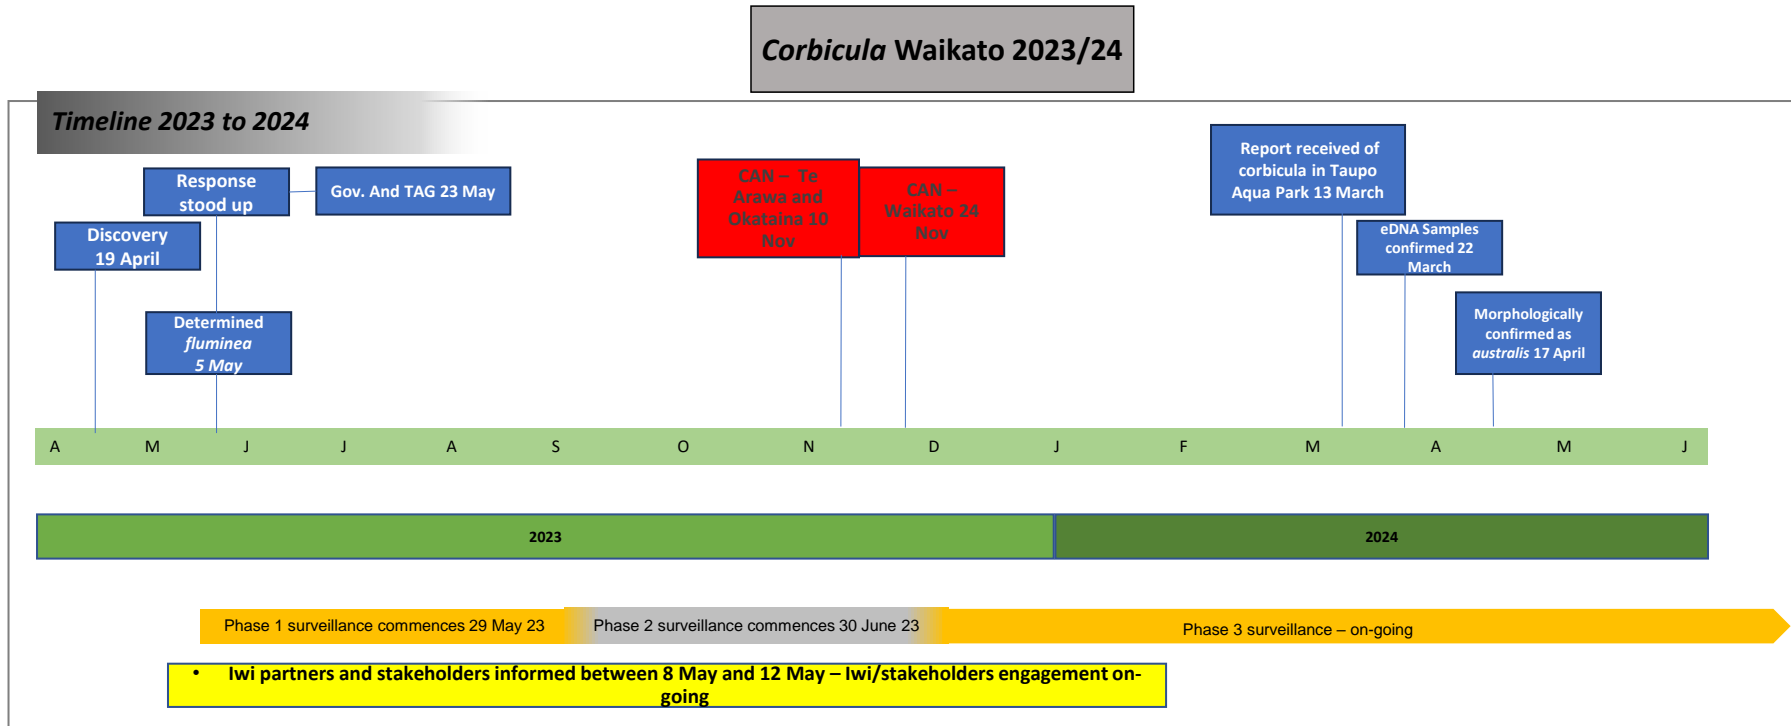 Corbicula Waikato 2023/24
Timeline 2023 to 2024
Response
stood up
Gov. And TAG 23 May
Discovery
19 April
Determined
fluminea
5 May
CAN – Te
Arawa and
Okataina 10
Nov
CAN –
Waikato 24
Nov
Report received of
corbicula in Taupo
Aqua Park 13 March
eDNA Samples
confirmed 22
March
Morphologically
confirmed as
australis 17 April
A M J J A S O N D J F M A M J
2023
2024
Phase 1 surveillance commences 29 May 23
Phase 2 surveillance commences 30 June 23
Phase 3 surveillance – on-going
• Iwi partners and stakeholders informed between 8 May and 12 May – Iwi/stakeholders engagement on-
going